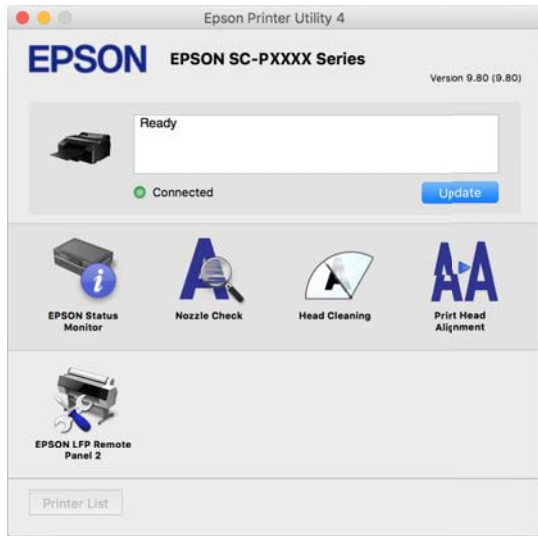 Epson Printer Utility 4
EPSON
EPSON SC-PXXXX Series
Version 9.80 (9.80)
Ready
Connected
Update
EPSON Status
Monitor
Nozzle Check
Head Cleaning
Print Head
Alignment
EPSON LFP Remote
Panel 2
Printer List